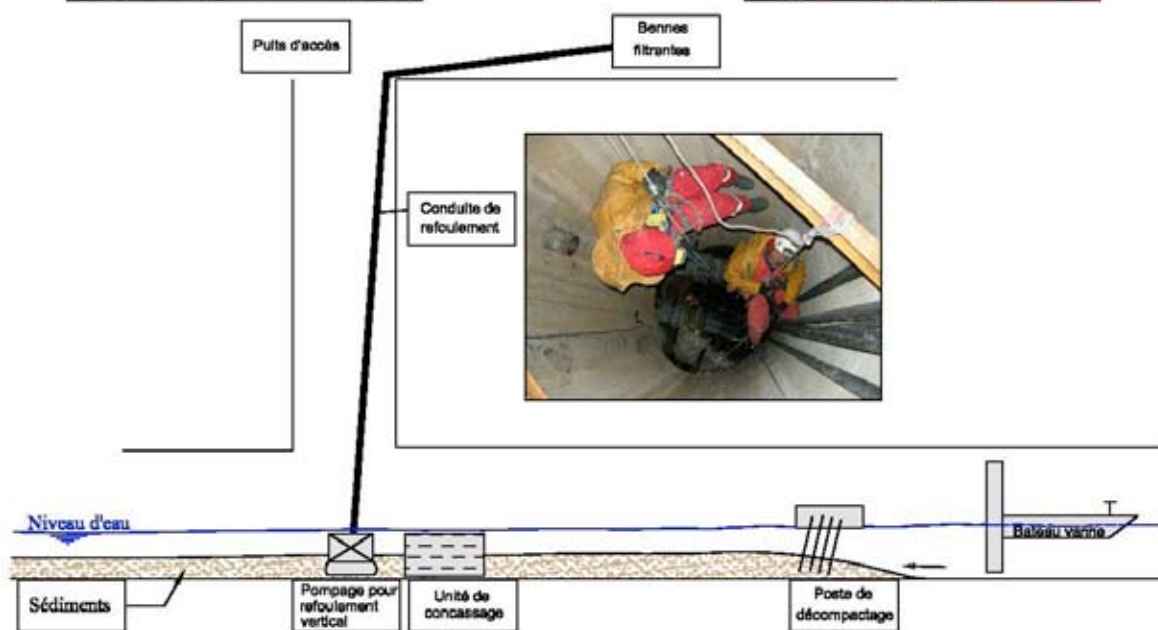 Puits d'accès
Bennes
filtrantes
Conduite de
refoulement
Niveau d'eau
Bateau vanne
Sédiments
Pompage pour
refoulement
vertical
Unité de
concassage
Poste de
décompactage